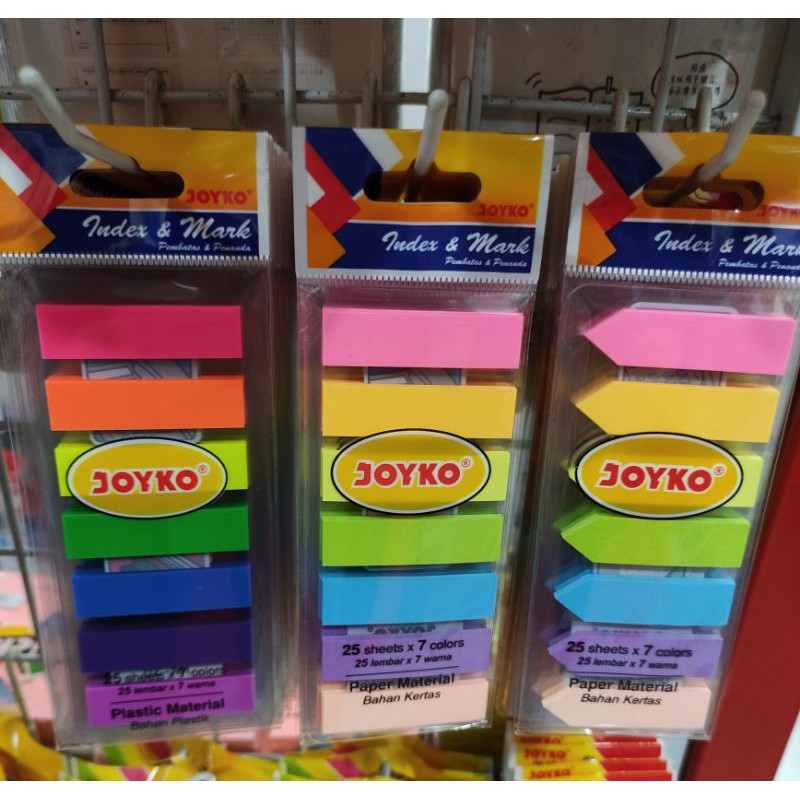 JOYKO®
Index & Mark
Pembatas & Penanda
JOYKO®
25 sheets x 7 colors
25 lembar x 7 warna
Plastic Material
Bahan Plastik
JOYKO®
Index & Mark
Pembatas & Penanda
JOYKO®
25 sheets x 7 colors
25 lembar x 7 warna
Paper Material
Bahan Kertas
JOYKO
Index & Mark
Pembatas & Penanda
JOYKO®
25 sheets x 7 colors
25 lembar x 7 warna
Paper Material
Bahan Kertas
JOYKO
JOYKO